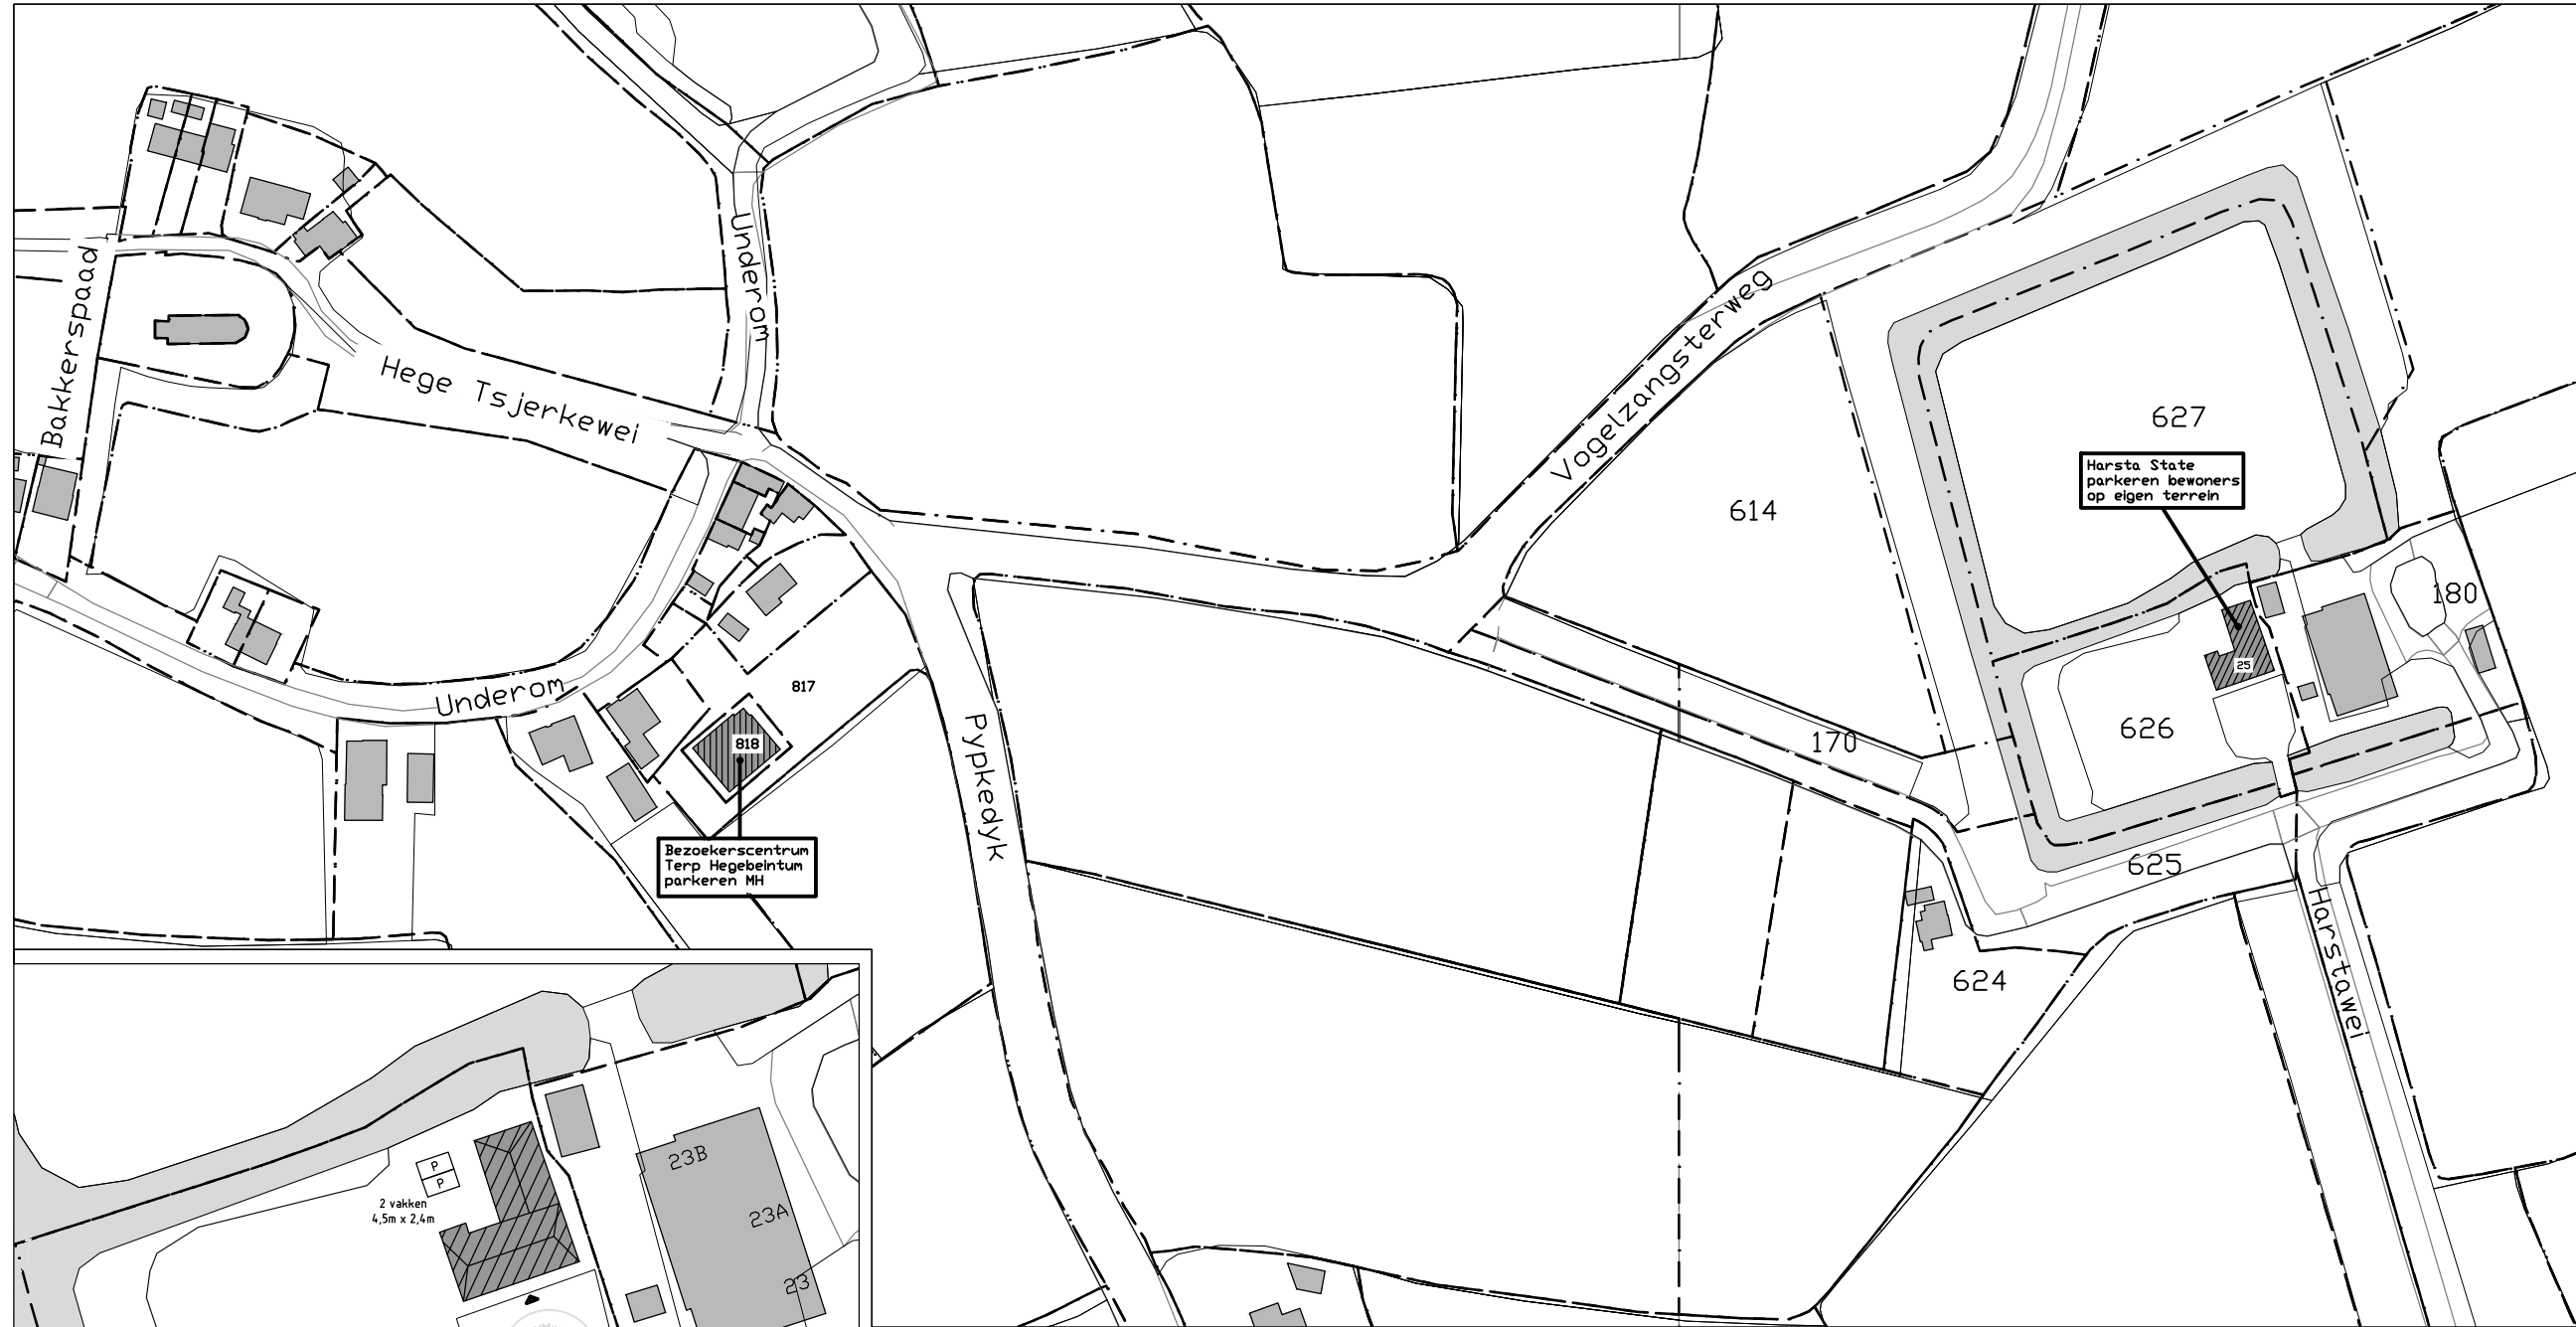 Underom
Bakkerspaad
Hege Tsjerkewei
Vogelzangsterweg
627
Harsta State
parkeren bewoners
op eigen terrein
614
180
25
Underom
817
818
Pypkedyk
170
626
Bezoekerscentrum
Terp Hegebeintum
parkeren MH
625
Harstawei
624
23B
P
P
2 vakken
4,5m x 2,4m
23A
23